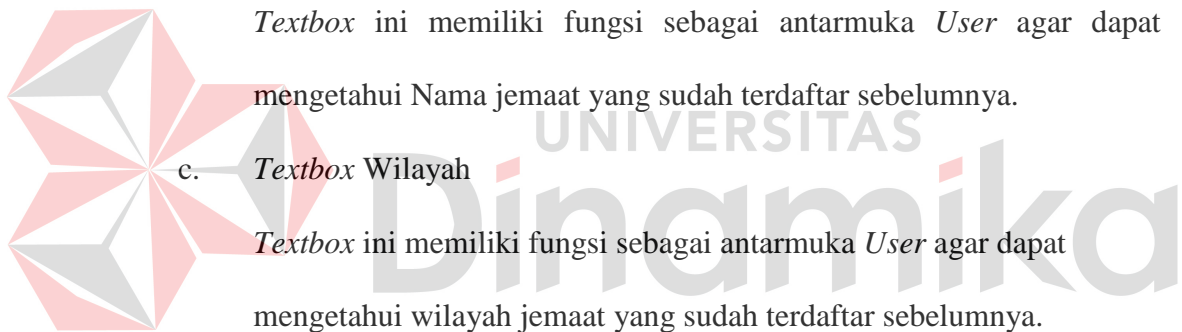 Textbox ini memiliki fungsi sebagai antarmuka User agar dapat
mengetahui Nama jemaat yang sudah terdaftar sebelumnya.
UNIVERSITAS
Dinamika
c. Textbox Wilayah
Textbox ini memiliki fungsi sebagai antarmuka User agar dapat
mengetahui wilayah jemaat yang sudah terdaftar sebelumnya.